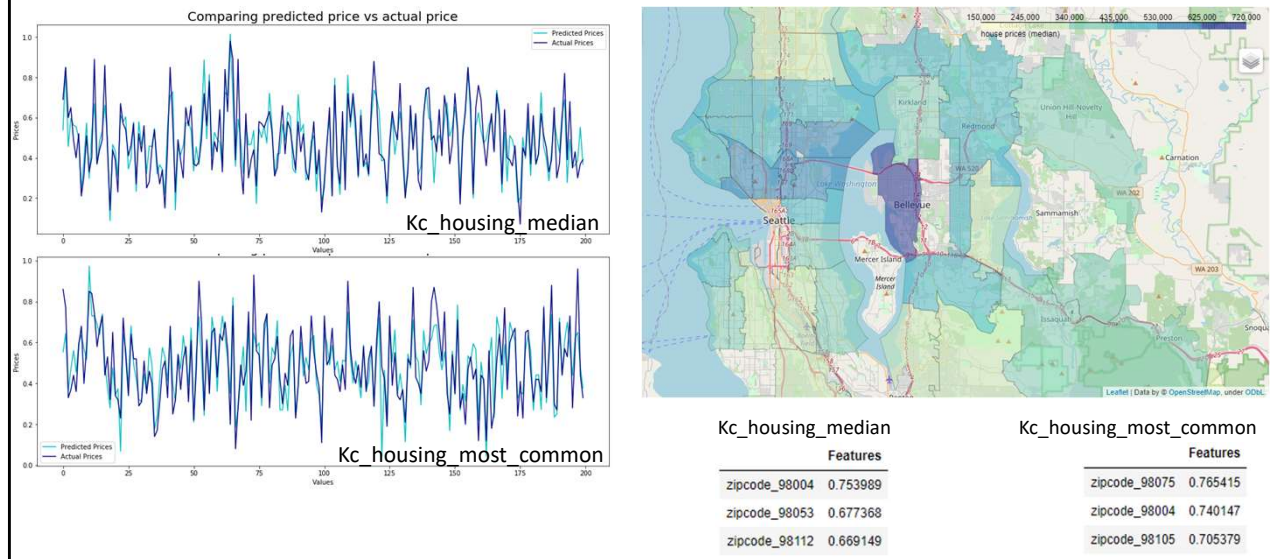 Comparing predicted price vs actual price
Predicted Prices
Actual Prices
Prices
1.0
0.8
0.6
0.4
0.2
0 25 50 75 100 125 150 175 200
Values
Kc_housing_median
Prices
1.0
0.8
0.6
0.4
0.2
0.0
Predicted Prices
Actual Prices
0 25 50 75 100 125 150 175 200
Values
Kc_housing_most_common
150,000 245,000 340,000 435,000 530,000 625,000 720,000
house prices (median)
Kirkland
Union Hill-Novelty
Hill
Redmond
Carnation
WA 520
WA 202
Lake Washington
Bellevue
Seattle
Sammamish
Mercer Island
Mercer
Island
WA 203
Issaquah
Preston
Snoqua
Leaflet | Data by © OpenStreetMap, under ODbL.
Kc_housing_median
Features
zipcode_98004 0.753989
zipcode_98053 0.677368
zipcode_98112 0.669149
Kc_housing_most_common
Features
zipcode_98075 0.765415
zipcode_98004 0.740147
zipcode_98105 0.705379